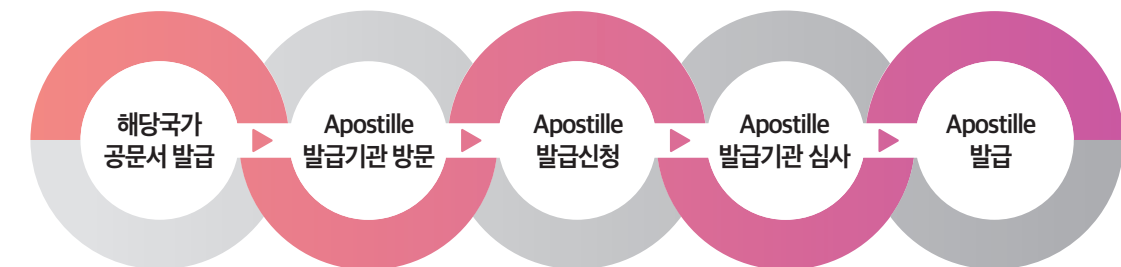 해당국가
공문서 발급
Apostille
발급기관 방문
Apostille
발급신청
Apostille
발급기관 심사
Apostille
발급